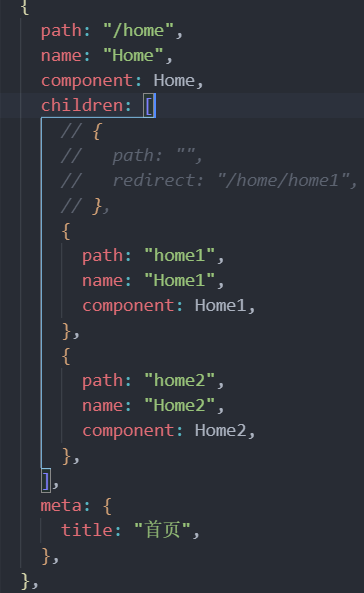 {
path: "/home",
name: "Home",
component: Home,
children: [
// {
//   path: "",
//   redirect: "/home/home1",
// },
{
path: "home1",
name: "Home1",
component: Home1,
},
{
path: "home2",
name: "Home2",
component: Home2,
},
],
meta: {
title: "首页",
},
},